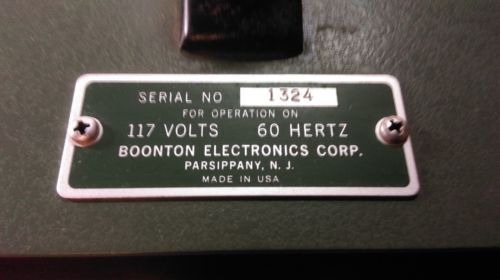 SERIAL NO 1324
FOR OPERATION ON
117 VOLTS 60 HERTZ
BOONTON ELECTRONICS CORP.
PARSIPPANY, N. J.
MADE IN USA